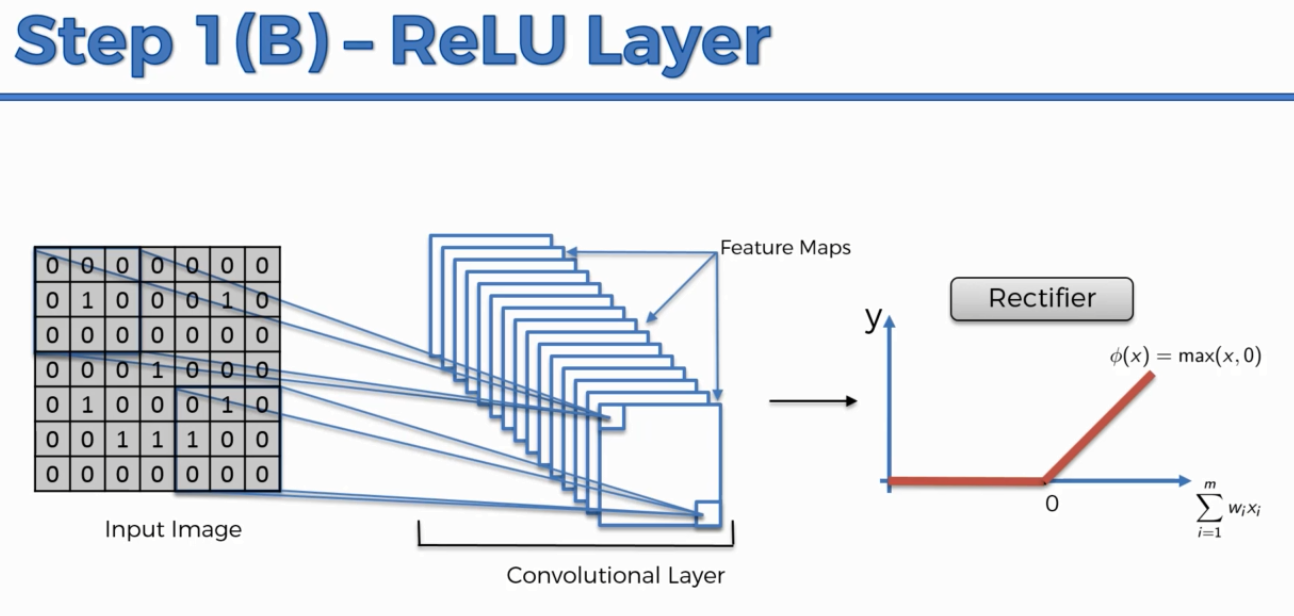 Step 1(B) – ReLU Layer
0 0 0 0 0 0 0
0 1 0 0 0 1 0
0 0 0 0 0 0 0
0 0 0 1 0 0 0
0 1 0 0 0 1 0
0 0 1 1 1 0 0
0 0 0 0 0 0 0
Input Image
Feature Maps
Convolutional Layer
Rectifier
y
ϕ(x) = max(x, 0)
0
m
∑ wᵢxᵢ
i=1